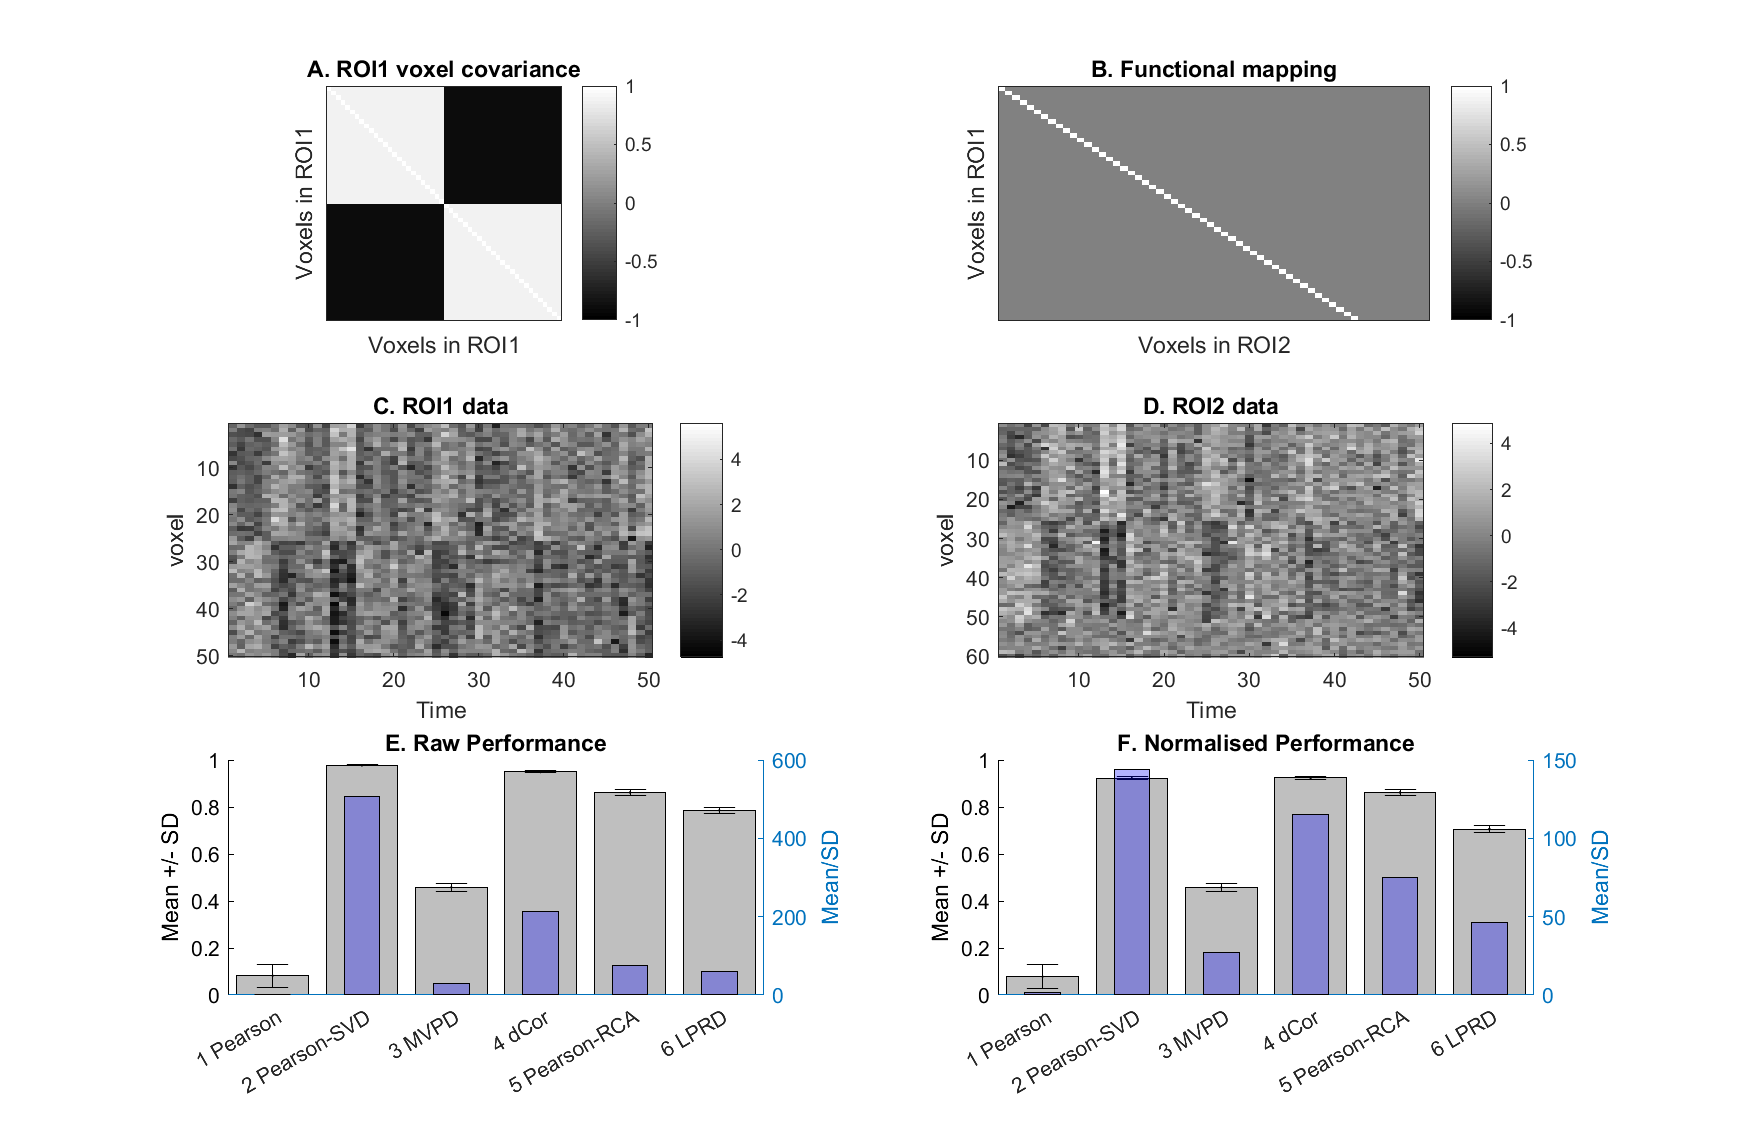 A. ROI1 voxel covariance
Voxels in ROI1
Voxels in ROI1
1
0.5
0
-0.5
-1
B. Functional mapping
Voxels in ROI1
Voxels in ROI2
1
0.5
0
-0.5
-1
C. ROI1 data
voxel
10
20
30
40
50
10 20 30 40 50
Time
4
2
0
-2
-4
D. ROI2 data
voxel
10
20
30
40
50
60
10 20 30 40 50
Time
4
2
0
-2
-4
E. Raw Performance
Mean +/- SD
1
0.8
0.6
0.4
0.2
0
600
400
200
0
Mean/SD
1 Pearson
2 Pearson-SVD
3 MVPD
4 dCor
5 Pearson-RCA
6 LPRD
F. Normalised Performance
Mean +/- SD
1
0.8
0.6
0.4
0.2
0
150
100
50
0
Mean/SD
1 Pearson
2 Pearson-SVD
3 MVPD
4 dCor
5 Pearson-RCA
6 LPRD